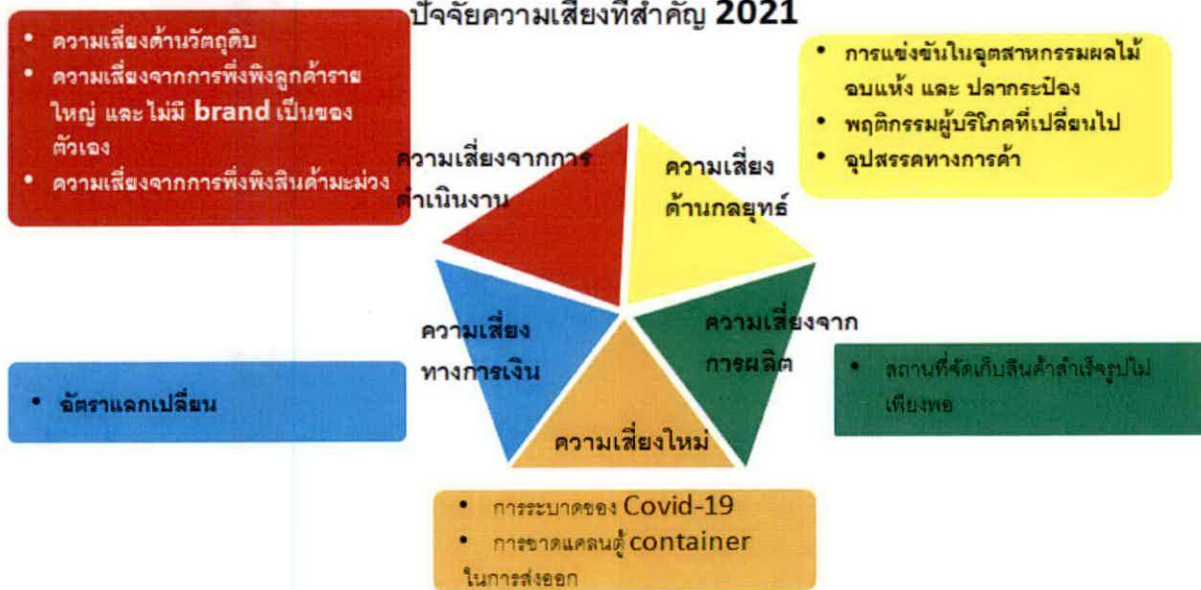 ปัจจัยความเสี่ยงที่สำคัญ 2021
• ความเสี่ยงด้านวัตถุดิบ
• ความเสี่ยงจากการพึ่งพิงลูกค้าราย
ใหญ่ และ ไม่มี brand เป็นของ
ตัวเอง
• ความเสี่ยงจากการพึ่งพิงสินค้ามะม่วง
• การแข่งขันในอุตสาหกรรมผลไม้
อบแห้ง และ ปลากระป๋อง
• พฤติกรรมผู้บริโภคที่เปลี่ยนไป
• อุปสรรคทางการค้า
ความเสี่ยงจากการ
ดำเนินงาน
ความเสี่ยง
ด้านกลยุทธ์
ความเสี่ยง
ทางการเงิน
ความเสี่ยงจาก
การผลิต
• อัตราแลกเปลี่ยน
• สถานที่จัดเก็บสินค้าสำเร็จรูปไม่
เพียงพอ
ความเสี่ยงใหม่
• การระบาดของ Covid-19
• การขาดแคลนตู้ container
ในการส่งออก